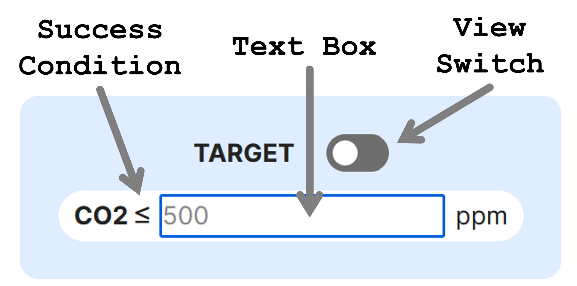 Success
Condition
Text Box
View
Switch
TARGET
CO2 ≤ 500 ppm